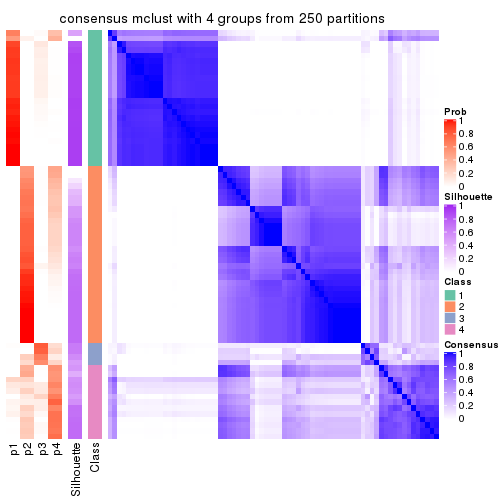 consensus mclust with 4 groups from 250 partitions
Prob
1
0.8
0.6
0.4
0.2
0
Silhouette
1
0.8
0.6
0.4
0.2
0
Class
1
2
3
4
Consensus
1
0.8
0.6
0.4
0.2
0
p1
p2
p3
p4
Silhouette
Class